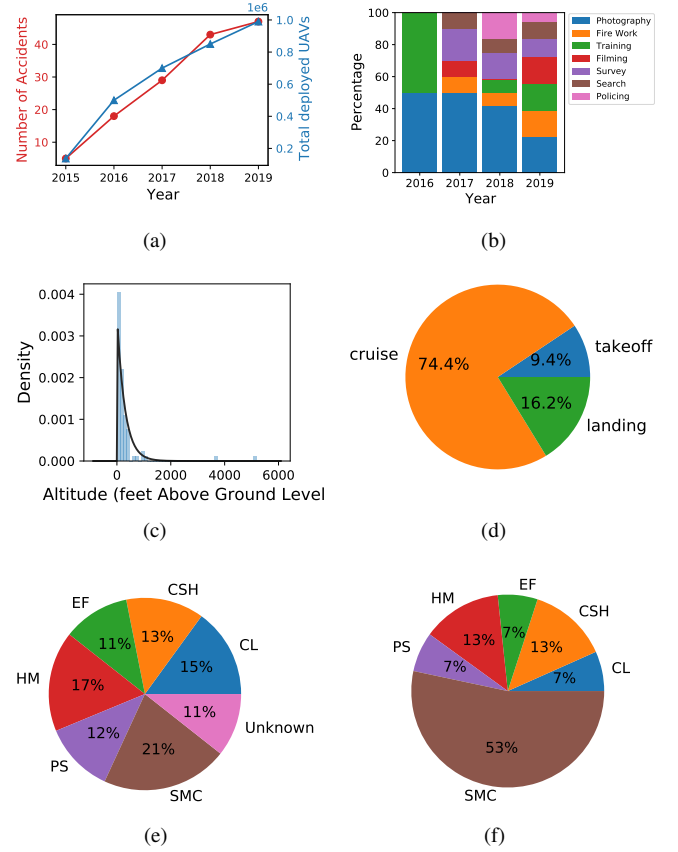 1e6
Number of Accidents
40
30
20
10
1.0
0.8
0.6
0.4
0.2
Total deployed UAVs
2015 2016 2017 2018 2019
Year
(a)
Percentage
100
80
60
40
20
0
2016 2017 2018 2019
Year
Photography
Fire Work
Training
Filming
Survey
Search
Policing
(b)
Density
0.004
0.003
0.002
0.001
0.000
0 2000 4000 6000
Altitude (feet Above Ground Level
(c)
cruise
74.4%
takeoff
9.4%
16.2%
landing
(d)
CSH
EF
13%
11%
CL
15%
HM
17%
12%
11%
Unknown
PS
21%
SMC
(e)
EF
HM
CSH
7%
13%
13%
PS
7%
CL
7%
53%
SMC
(f)